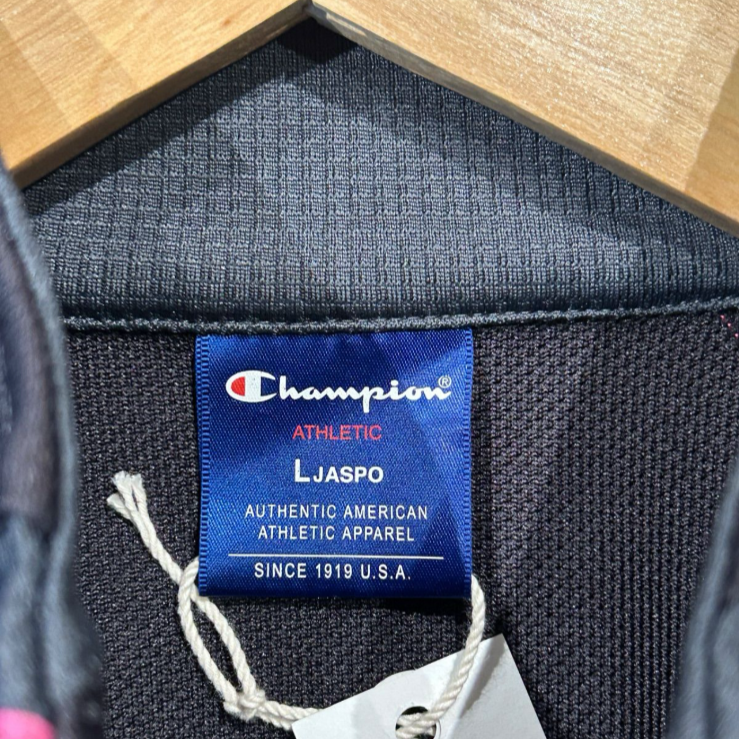 Champion®
ATHLETIC
L JASPO
AUTHENTIC AMERICAN
ATHLETIC APPAREL
SINCE 1919 U.S.A.